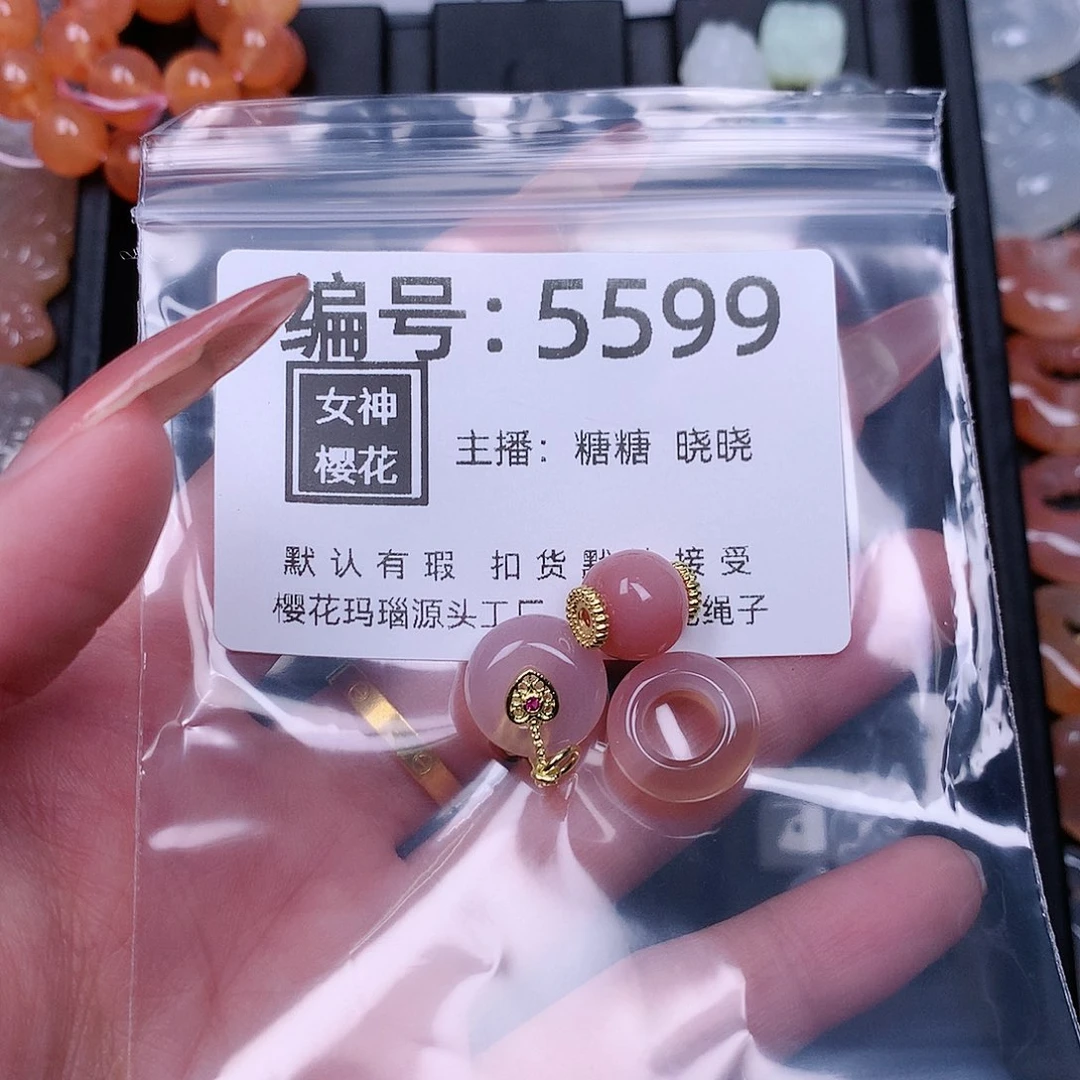 编号：5599
女神
樱花
主播：糖糖 晓晓
默认有瑕 扣货默 接受
樱花玛瑙源头工厂 绳子